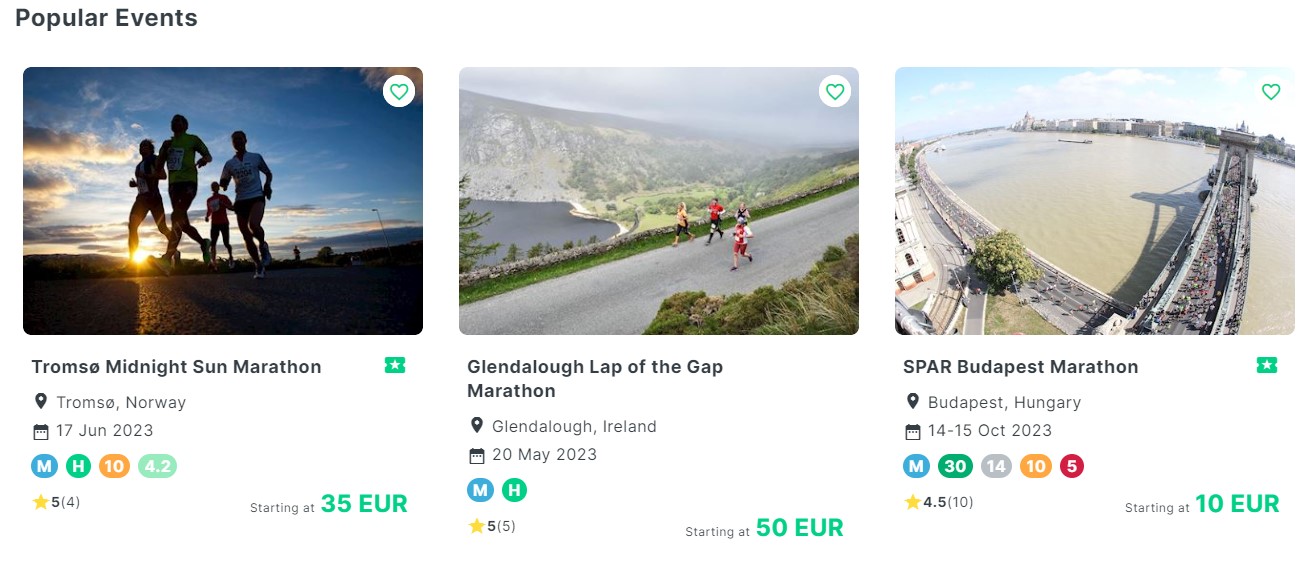 Popular Events
Tromsø Midnight Sun Marathon
Tromsø, Norway
17 Jun 2023
M H 10 4.2
5(4)
Starting at 35 EUR
Glendalough Lap of the Gap
Marathon
Glendalough, Ireland
20 May 2023
M H
5(5)
Starting at 50 EUR
SPAR Budapest Marathon
Budapest, Hungary
14-15 Oct 2023
M 30 14 10 5
4.5(10)
Starting at 10 EUR